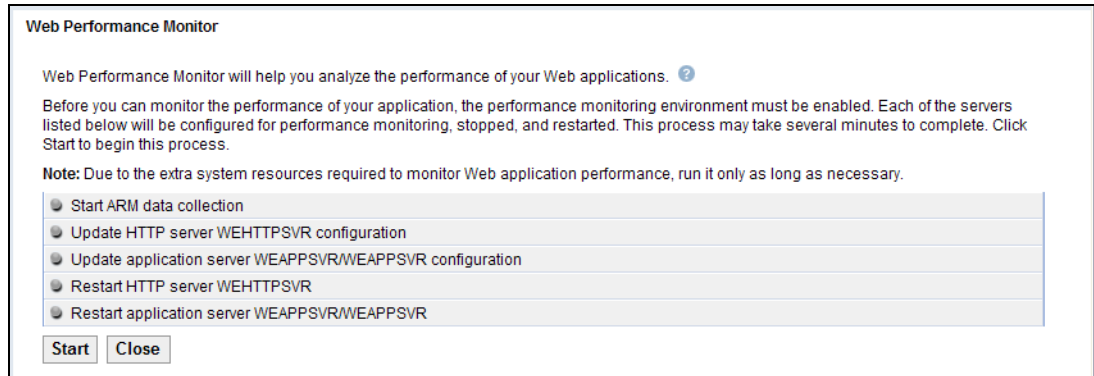 Web Performance Monitor
Web Performance Monitor will help you analyze the performance of your Web applications. ?
Before you can monitor the performance of your application, the performance monitoring environment must be enabled. Each of the servers
listed below will be configured for performance monitoring, stopped, and restarted. This process may take several minutes to complete. Click
Start to begin this process.
Note: Due to the extra system resources required to monitor Web application performance, run it only as long as necessary.
Start ARM data collection
Update HTTP server WEHTTPSVR configuration
Update application server WEAPPSVR/WEAPPSVR configuration
Restart HTTP server WEHTTPSVR
Restart application server WEAPPSVR/WEAPPSVR
Start Close